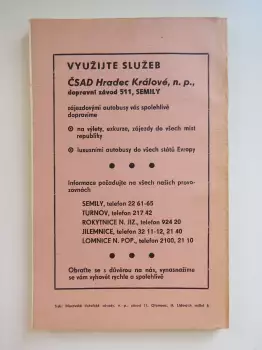 VYUŽIJTE SLUŽEB
ČSAD Hradec Králové, n. p.,
dopravní závod 511, SEMILY
zájezdovými autobusy vás spolehlivě
dopravíme
na výlety, exkurse, zájezdy do všech míst
republiky
luxusními autobusy do všech států Evropy
Informace požadujte na všech našich provo-
zovnách
SEMILY, telefon 22 61-65
TURNOV, telefon 217 42
ROKYTNICE N. JIZ., telefon 924 20
JILEMNICE, telefon 32 11-12, 21 40
LOMNICE N. POP., telefon 2100, 21 10
Obraťte se s důvěrou na nás, vynasnažíme
se vám vyhovět rychle a spolehlivě